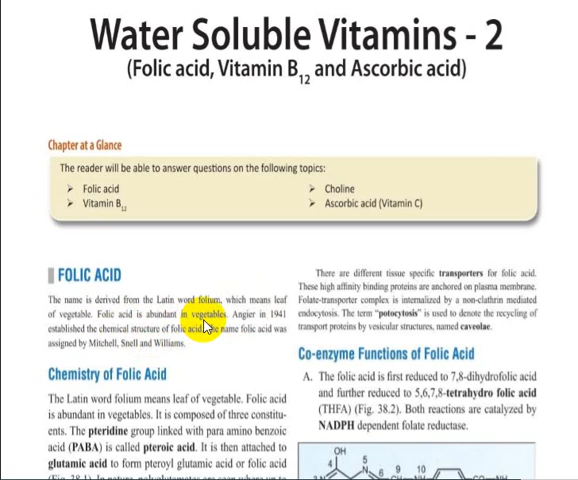 Water Soluble Vitamins - 2
(Folic acid, Vitamin B12 and Ascorbic acid)
Chapter at a Glance
The reader will be able to answer questions on the following topics:
➤ Folic acid
➤ Vitamin B12
➤ Choline
➤ Ascorbic acid (Vitamin C)
FOLIC ACID
The name is derived from the Latin word folium, which means leaf
of vegetable. Folic acid is abundant in vegetables. Angier in 1941
established the chemical structure of folic acid. name folic acid was
assigned by Mitchell, Snell and Williams.
Chemistry of Folic Acid
The Latin word folium means leaf of vegetable. Folic acid
is abundant in vegetables. It is composed of three constitu-
ents. The pteridine group linked with para amino benzoic
acid (PABA) is called pteroic acid. It is then attached to
glutamic acid to form pteroyl glutamic acid or folic acid
There are different tissue specific transporters for folic acid.
These high affinity binding proteins are anchored on plasma membrane.
Folate-transporter complex is internalized by a non-clathrin mediated
endocytosis. The term "potocytosis" is used to denote the recycling of
transport proteins by vesicular structures, named caveolae.
Co-enzyme Functions of Folic Acid
A. The folic acid is first reduced to 7,8-dihydrofolic acid
and further reduced to 5,6,7,8-tetrahydro folic acid
(THFA) (Fig. 38.2). Both reactions are catalyzed by
NADPH dependent folate reductase.
OH
4 5
N 6 9 10